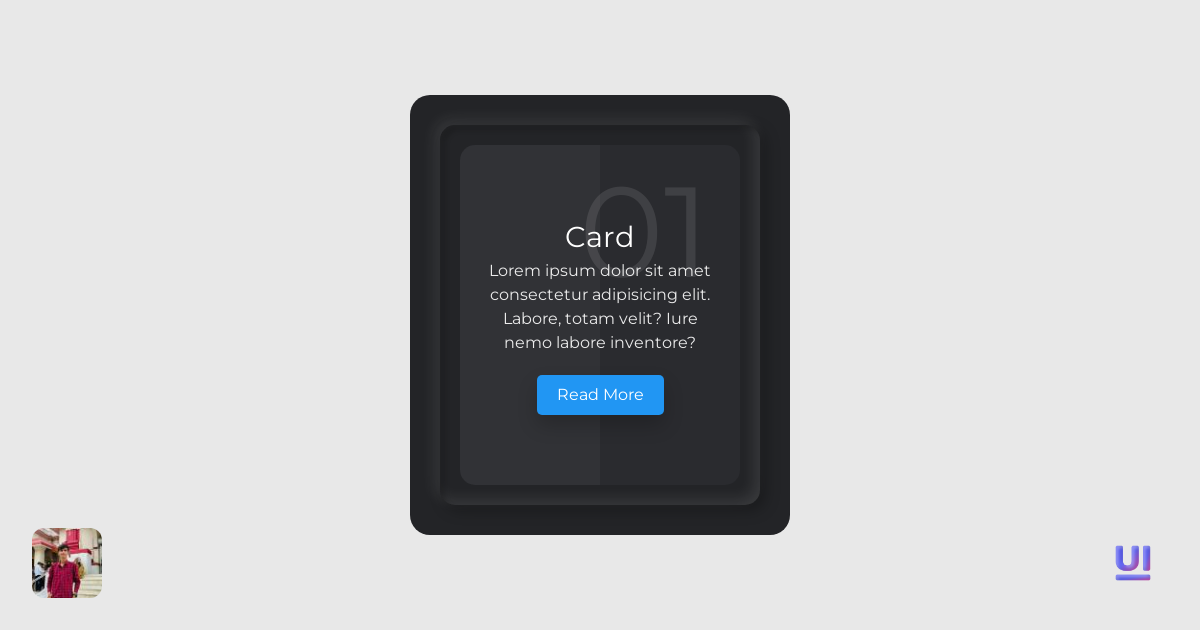 01
Card
Lorem ipsum dolor sit amet
consectetur adipisicing elit.
Labore, totam velit? Iure
nemo labore inventore?
Read More
UI